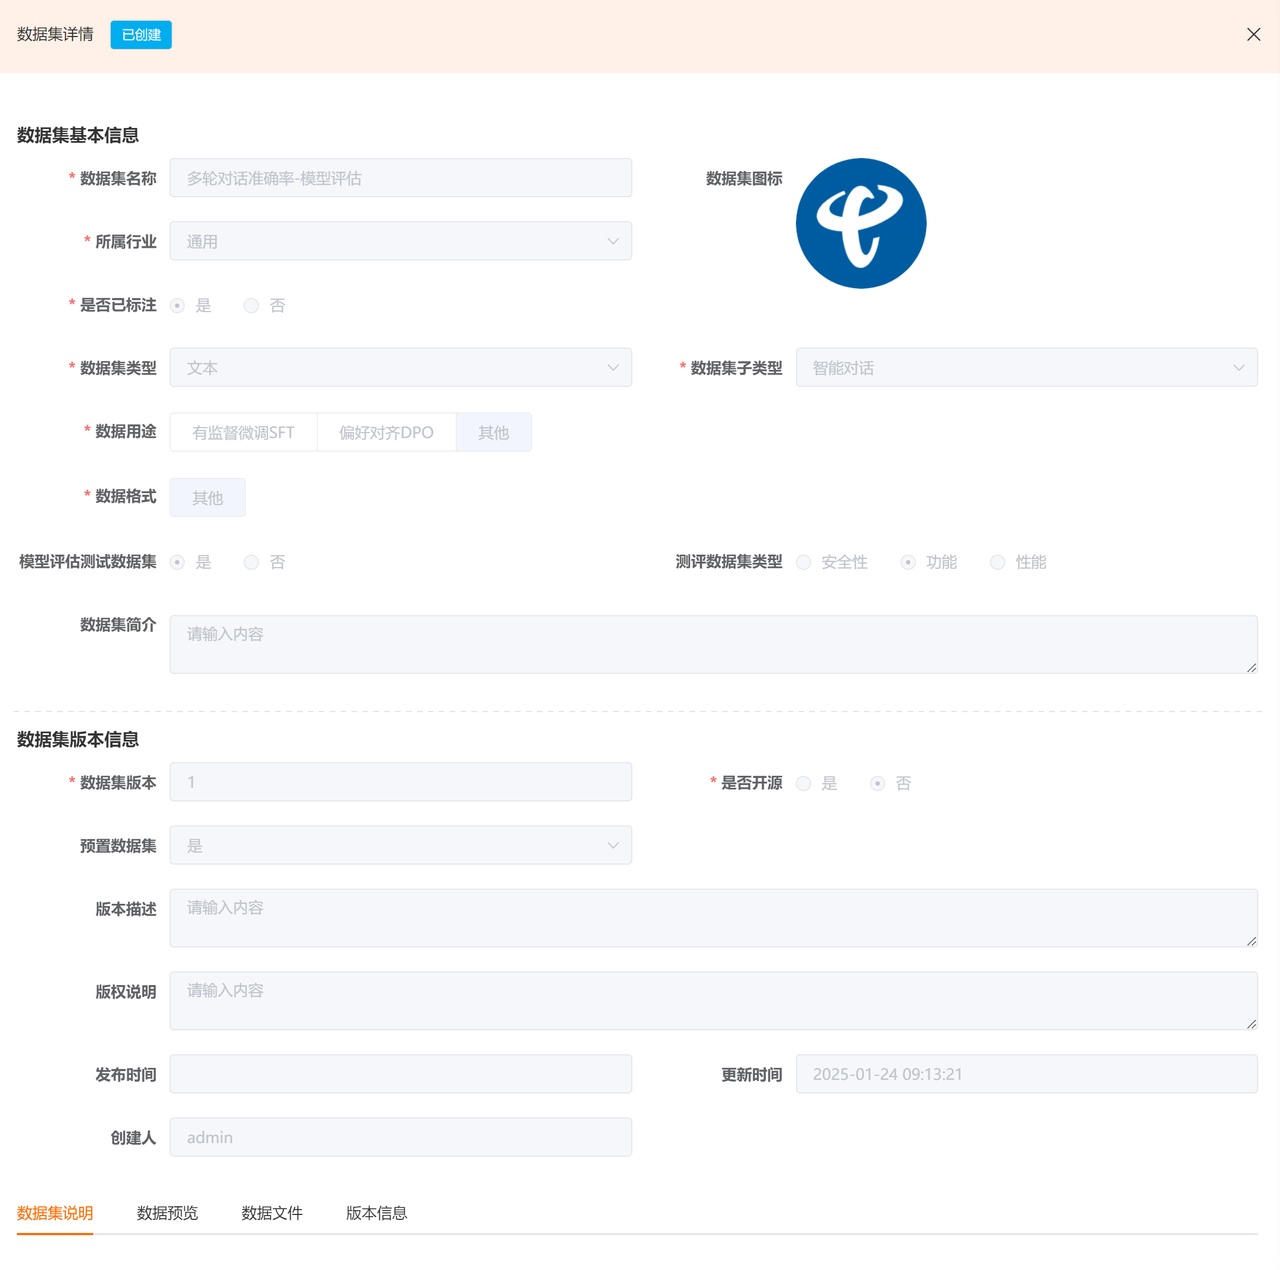 数据集详情 已创建
数据集基本信息
* 数据集名称 多轮对话准确率-模型评估 数据集图标
* 所属行业 通用
* 是否已标注 是 否
* 数据集类型 文本 * 数据集子类型 智能对话
* 数据用途 有监督微调SFT 偏好对齐DPO 其他
* 数据格式 其他
模型评估测试数据集 是 否 测评数据集类型 安全性 功能 性能
数据集简介 请输入内容
数据集版本信息
* 数据集版本 1 * 是否开源 是 否
预置数据集 是
版本描述 请输入内容
版权说明 请输入内容
发布时间 更新时间 2025-01-24 09:13:21
创建人 admin
数据集说明 数据预览 数据文件 版本信息